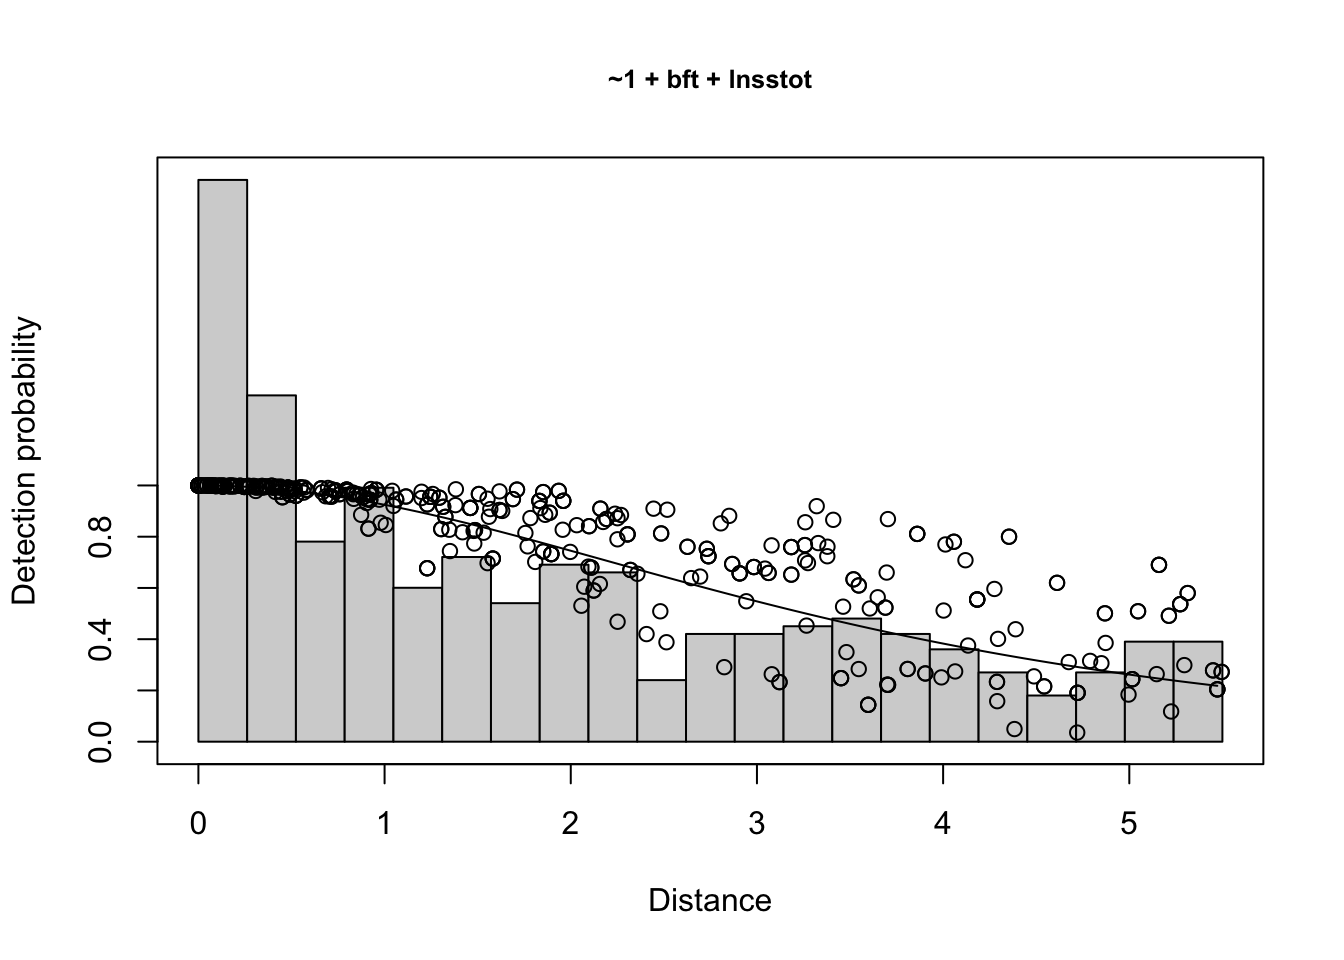 ~1 + bft + lnsstot
Detection probability
0.8
0.4
0.0
0 1 2 3 4 5
Distance